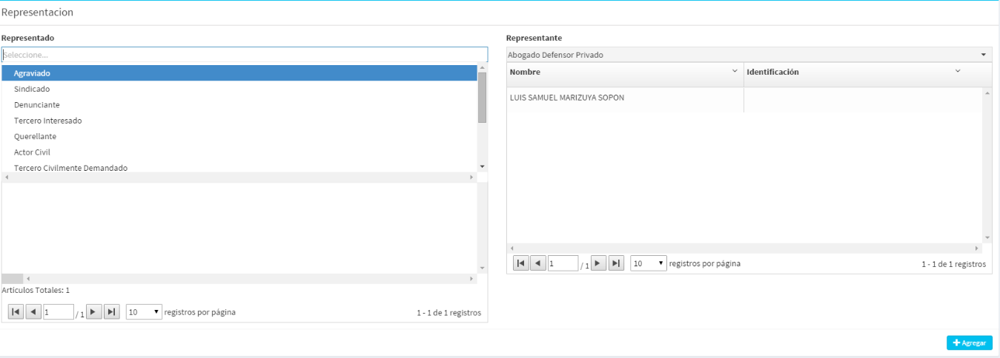 Representacion
Representado
Seleccione...
Agraviado
Sindicado
Denunciante
Tercero Interesado
Querellante
Actor Civil
Tercero Civilmente Demandado
Artículos Totales: 1
1 / 1 10 registros por página 1 - 1 de 1 registros
Representante
Abogado Defensor Privado
Nombre Identificación
LUIS SAMUEL MARIZUYA SOPON
1 / 1 10 registros por página 1 - 1 de 1 registros
Agregar